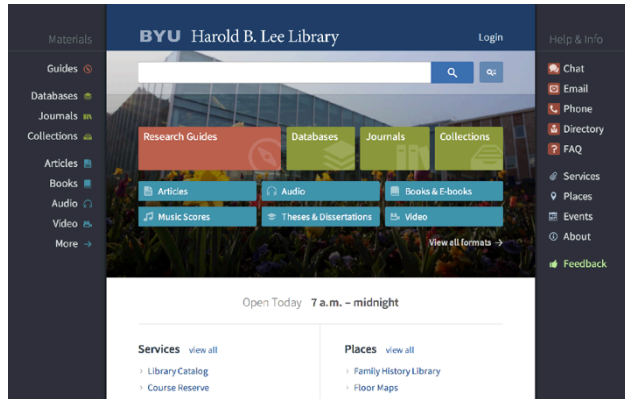 Materials
Guides
Databases
Journals
Collections
Articles
Books
Audio
Video
More →
BYU Harold B. Lee Library
Login
Research Guides
Databases
Journals
Collections
Articles
Audio
Books & E-books
Music Scores
Theses & Dissertations
Video
View all formats →
Open Today 7 a.m. – midnight
Services view all
› Library Catalog
› Course Reserve
Places view all
› Family History Library
› Floor Maps
Help & Info
Chat
Email
Phone
Directory
FAQ
Services
Places
Events
About
Feedback